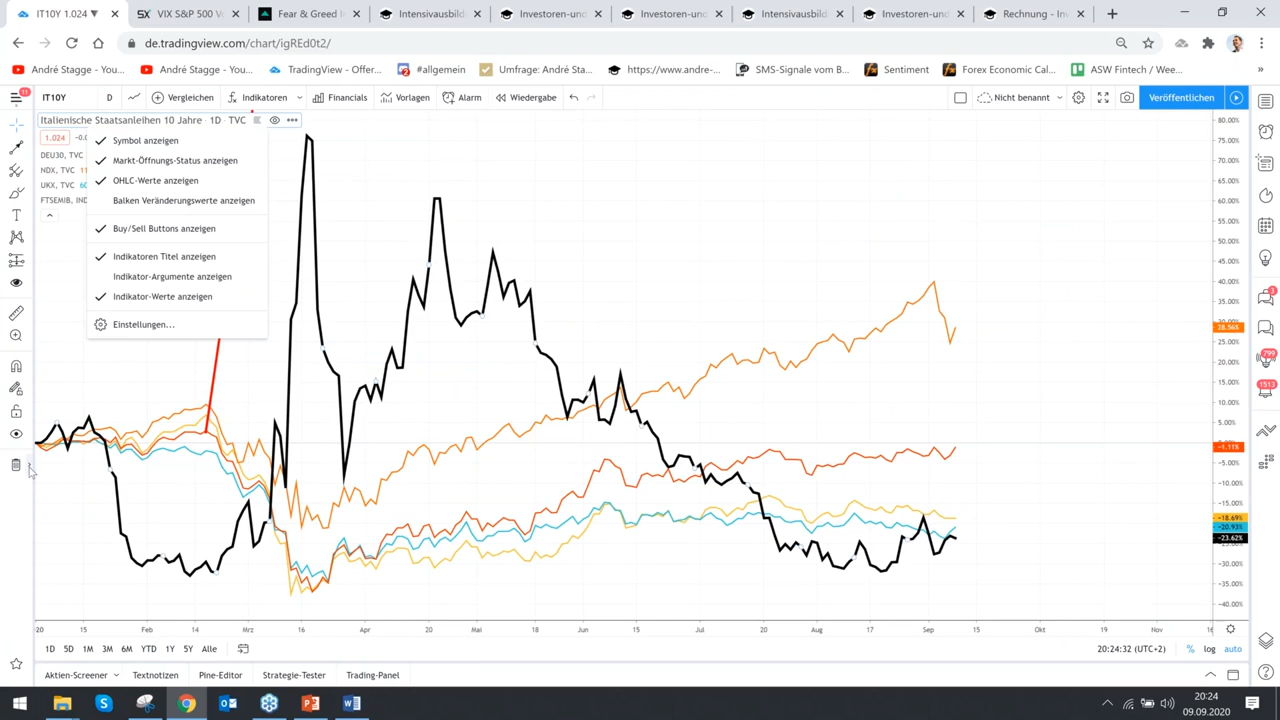 IT10Y 1.024
VIX S&P 500 V
Fear & Greed I
Intensivausbild
Investoren-und
Investoren-und
Intensivausbild
Investoren-und
Rechnung - In
de.tradingview.com/chart/igREd0t2/
André Stagge - You...
André Stagge - You...
TradingView - Offer...
#allgemein
Umfrage: André Sta...
https://www.andre-...
SMS-Signale vom B...
Sentiment
Forex Economic Cal...
ASW Fintech / Wee...
»
11
IT10Y
D
Vergleichen
Indikatoren
Financials
Vorlagen
Alarm
Wiedergabe
Nicht benannt
Veröffentlichen
Italienische Staatsanleihen 10 Jahre · 1D · TVC
1.024
DEU30, TVC
NDX, TVC 11
UKX, TVC 60
FTSEMIB, IND
Symbol anzeigen
Markt-Öffnungs-Status anzeigen
OHLC-Werte anzeigen
Balken Veränderungswerte anzeigen
Buy/Sell Buttons anzeigen
Indikatoren Titel anzeigen
Indikator-Argumente anzeigen
Indikator-Werte anzeigen
Einstellungen...
80.00%
75.00%
70.00%
65.00%
60.00%
55.00%
50.00%
45.00%
40.00%
35.00%
28.56%
25.00%
20.00%
15.00%
10.00%
5.00%
-1.11%
-5.00%
-10.00%
-15.00%
-18.69%
-20.93%
-23.62%
-30.00%
-35.00%
-40.00%
3
799
1513
20 15 Feb 14 Mrz 16 Apr 20 Mai 18 Jun 15 Jul 20 Aug 17 Sep 15 Okt 19 Nov 16
1D 5D 1M 3M 6M YTD 1Y 5Y Alle
20:24:32 (UTC+2)
% log auto
Aktien-Screener
Textnotizen
Pine-Editor
Strategie-Tester
Trading-Panel
20:24
09.09.2020